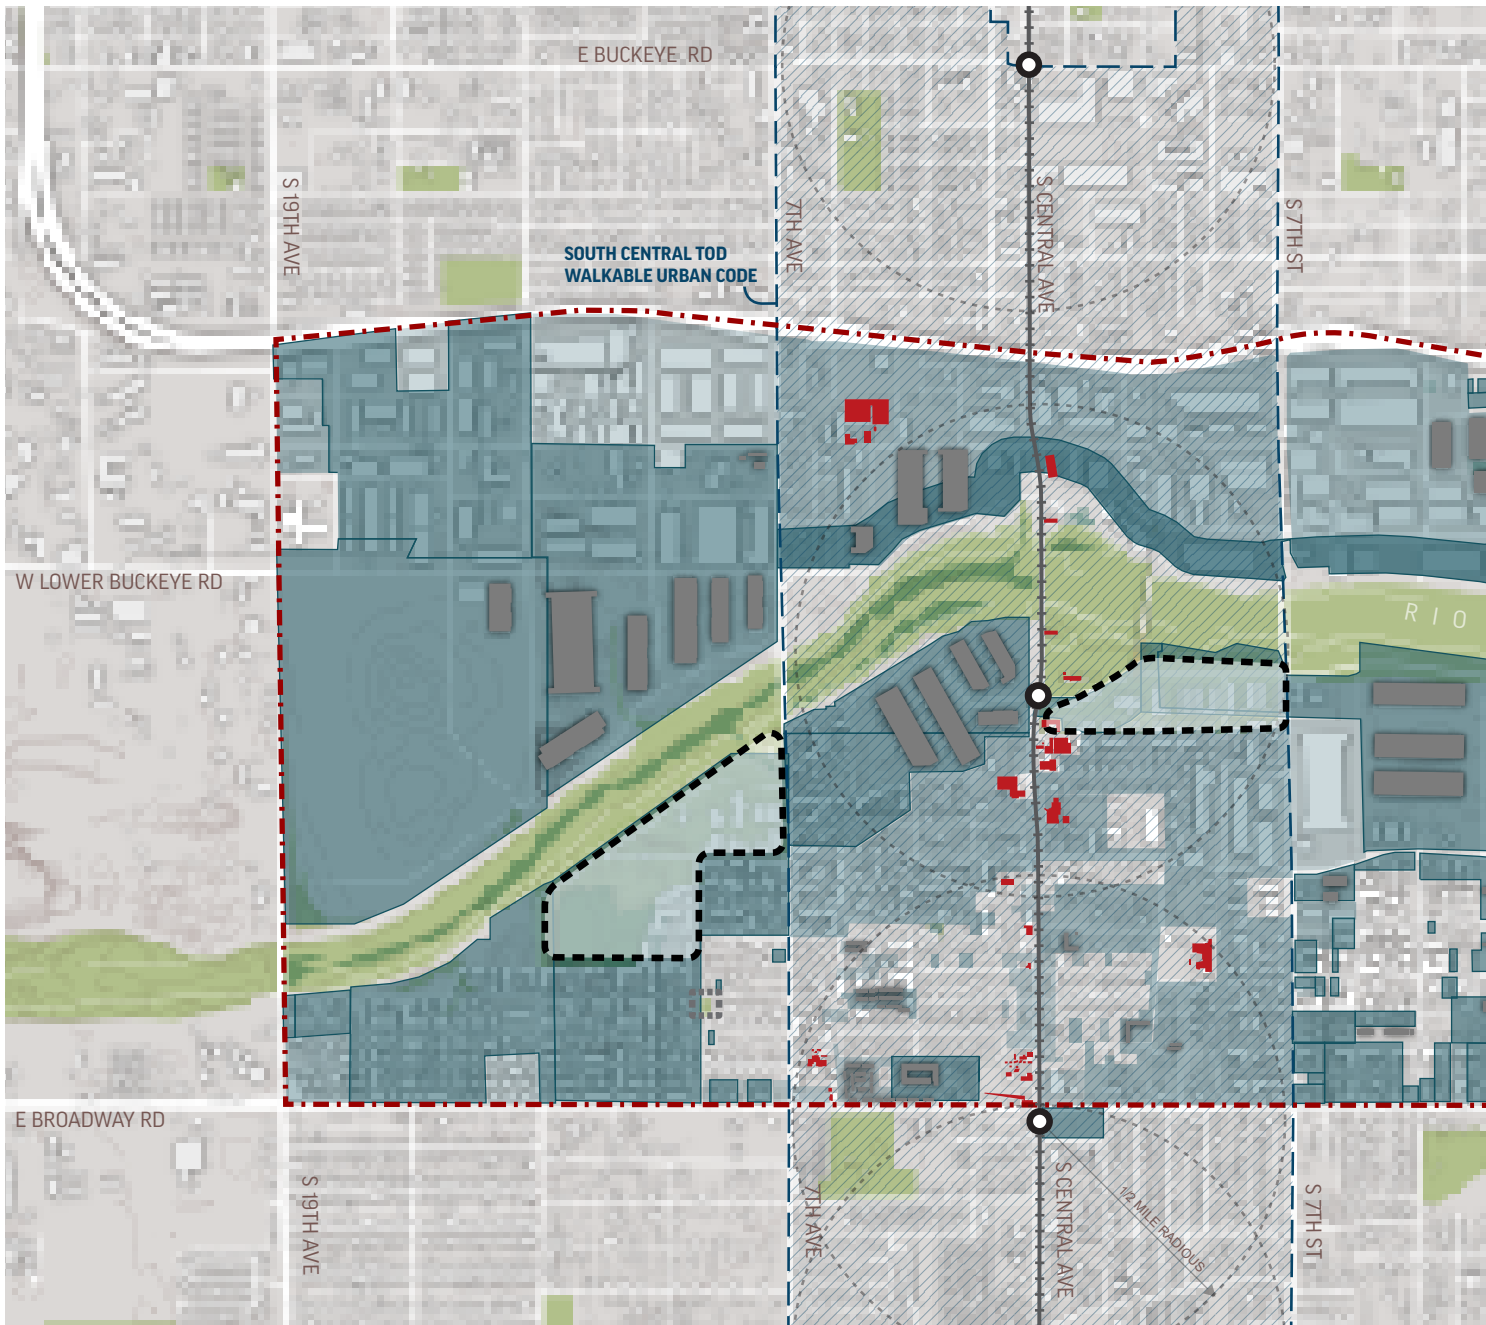 E BUCKEYE RD
S 19TH AVE
7TH AVE
S CENTRAL AVE
S 7TH ST
SOUTH CENTRAL TOD
WALKABLE URBAN CODE
W LOWER BUCKEYE RD
RIO
E BROADWAY RD
S 19TH AVE
7TH AVE
S CENTRAL AVE
1/2 MILE RADIOUS
S 7TH ST